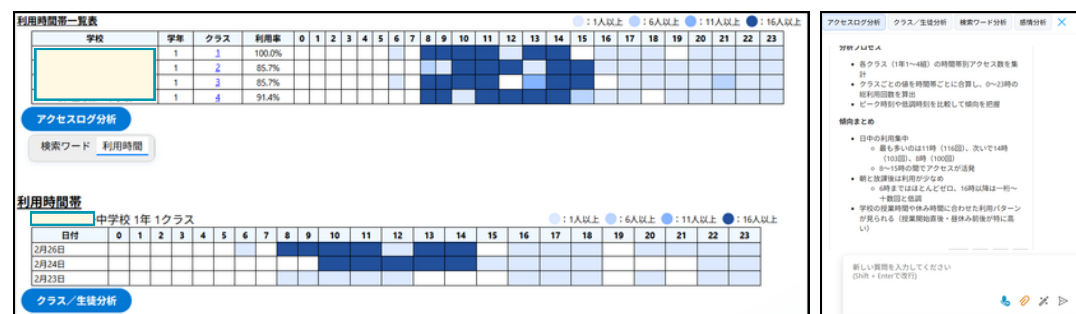 利用時間帯一覧表
：1人以上 ：6人以上 ：11人以上 ：16人以上
学校 学年 クラス 利用率 0 1 2 3 4 5 6 7 8 9 10 11 12 13 14 15 16 17 18 19 20 21 22 23
1 1 100.0%
1 2 85.7%
1 3 85.7%
1 4 91.4%
アクセスログ分析
検索ワード 利用時間
利用時間帯
中学校 1年 1クラス
：1人以上 ：6人以上 ：11人以上 ：16人以上
日付 0 1 2 3 4 5 6 7 8 9 10 11 12 13 14 15 16 17 18 19 20 21 22 23
2月26日
2月24日
2月23日
クラス／生徒分析
アクセスログ分析 クラス／生徒分析 検索ワード分析 感情分析
分析プロセス
各クラス（1年1〜4組）の時間帯別アクセス数を集
計
クラスごとの値を時間帯ごとに合算し、0〜23時の
総利用回数を算出
ピーク時刻や低調時刻を比較して傾向を把握
傾向まとめ
日中の利用集中
最も多いのは11時（116回）、次いで14時
（103回）、8時（100回）
8〜15時の間でアクセスが活発
朝と放課後は利用が少なめ
6時まではほとんどゼロ、16時以降は一桁〜
十数回と低調
学校の授業時間や休み時間に合わせた利用パターン
が見られる（授業開始直後・昼休み前後が特に高
い）
新しい質問を入力してください
(Shift + Enterで改行)